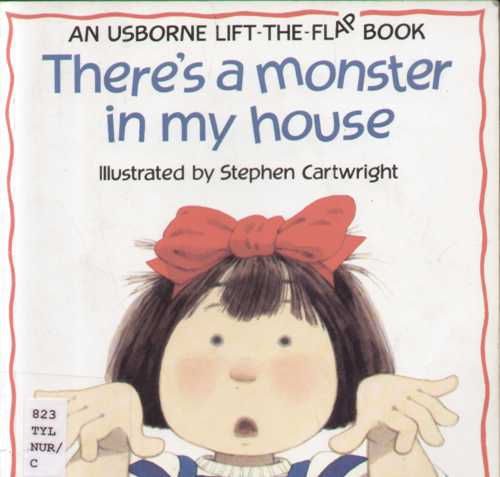 AN USBORNE LIFT-THE-FLAP BOOK
There's a monster
in my house
Illustrated by Stephen Cartwright
823
TYL
NUR/
C